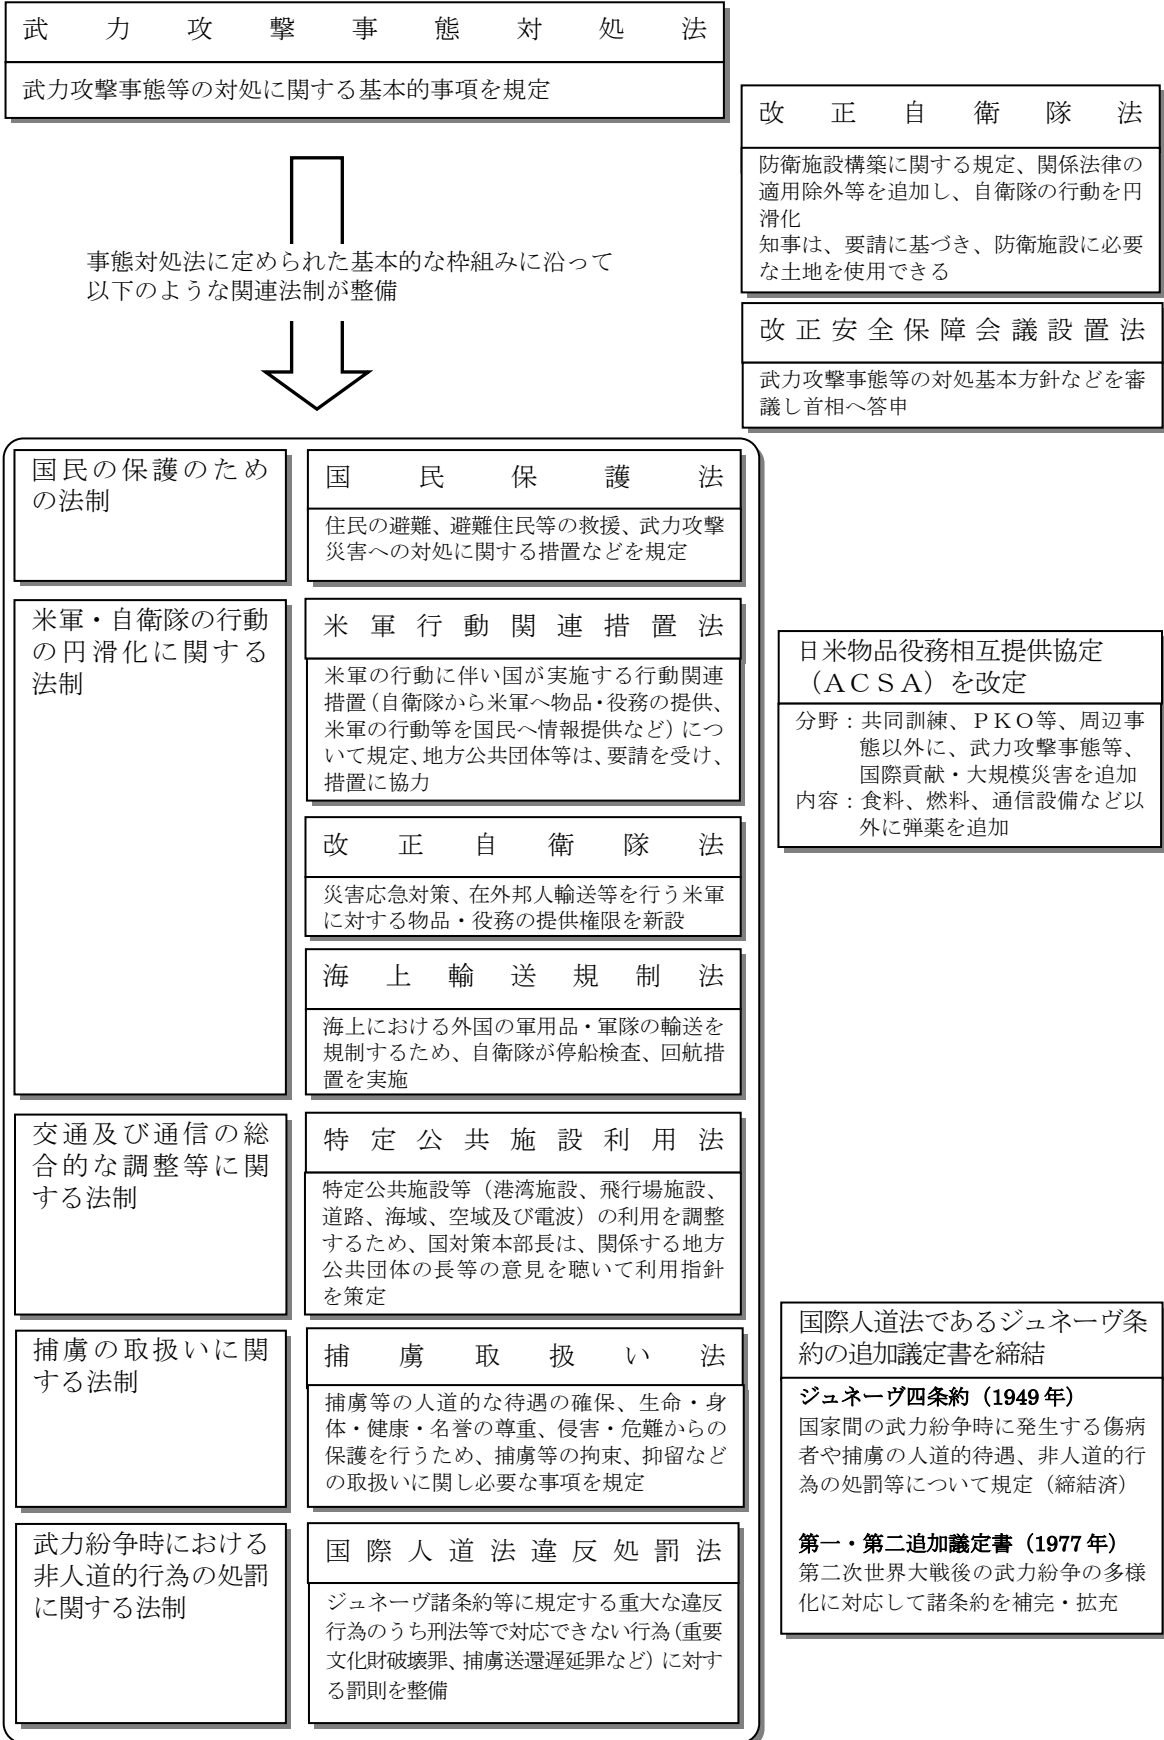 武力攻撃事態対処法
武力攻撃事態等の対処に関する基本的事項を規定
改正自衛隊法
防衛施設構築に関する規定、関係法律の
適用除外等を追加し、自衛隊の行動を円
滑化
知事は、要請に基づき、防衛施設に必要
な土地を使用できる
事態対処法に定められた基本的な枠組みに沿って
以下のような関連法制が整備
改正安全保障会議設置法
武力攻撃事態等の対処基本方針などを審
議し首相へ答申
国民の保護のため
の法制
国民保護法
住民の避難、避難住民等の救援、武力攻撃
災害への対処に関する措置などを規定
米軍・自衛隊の行動
の円滑化に関する
法制
米軍行動関連措置法
米軍の行動に伴い国が実施する行動関連
措置(自衛隊から米軍へ物品・役務の提供、
米軍の行動等を国民へ情報提供など)につ
いて規定、地方公共団体等は、要請を受け、
措置に協力
日米物品役務相互提供協定
(ACSA)を改定
分野:共同訓練、PKO等、周辺事
態以外に、武力攻撃事態等、
国際貢献・大規模災害を追加
内容:食料、燃料、通信設備など以
外に弾薬を追加
改正自衛隊法
災害応急対策、在外邦人輸送等を行う米軍
に対する物品・役務の提供権限を新設
海上輸送規制法
海上における外国の軍用品・軍隊の輸送を
規制するため、自衛隊が停船検査、回航措
置を実施
交通及び通信の総
合的な調整等に関
する法制
特定公共施設利用法
特定公共施設等(港湾施設、飛行場施設、
道路、海域、空域及び電波)の利用を調整
するため、国対策本部長は、関係する地方
公共団体の長等の意見を聴いて利用指針
を策定
捕虜の取扱いに関
する法制
捕虜取扱い法
捕虜等の人道的な待遇の確保、生命・身
体・健康・名誉の尊重、侵害・危難からの
保護を行うため、捕虜等の拘束、抑留など
の取扱いに関し必要な事項を規定
国際人道法であるジュネーヴ条
約の追加議定書を締結
ジュネーヴ四条約(1949年)
国家間の武力紛争時に発生する傷病
者や捕虜の人道的待遇、非人道的行
為の処罰等について規定(締結済)
第一・第二追加議定書(1977年)
第二次世界大戦後の武力紛争の多様
化に対応して諸条約を補完・拡充
武力紛争時における
非人道的行為の処罰
に関する法制
国際人道法違反処罰法
ジュネーヴ諸条約等に規定する重大な違反
行為のうち刑法等で対応できない行為(重要
文化財破壊罪、捕虜送還遅延罪など)に対す
る罰則を整備